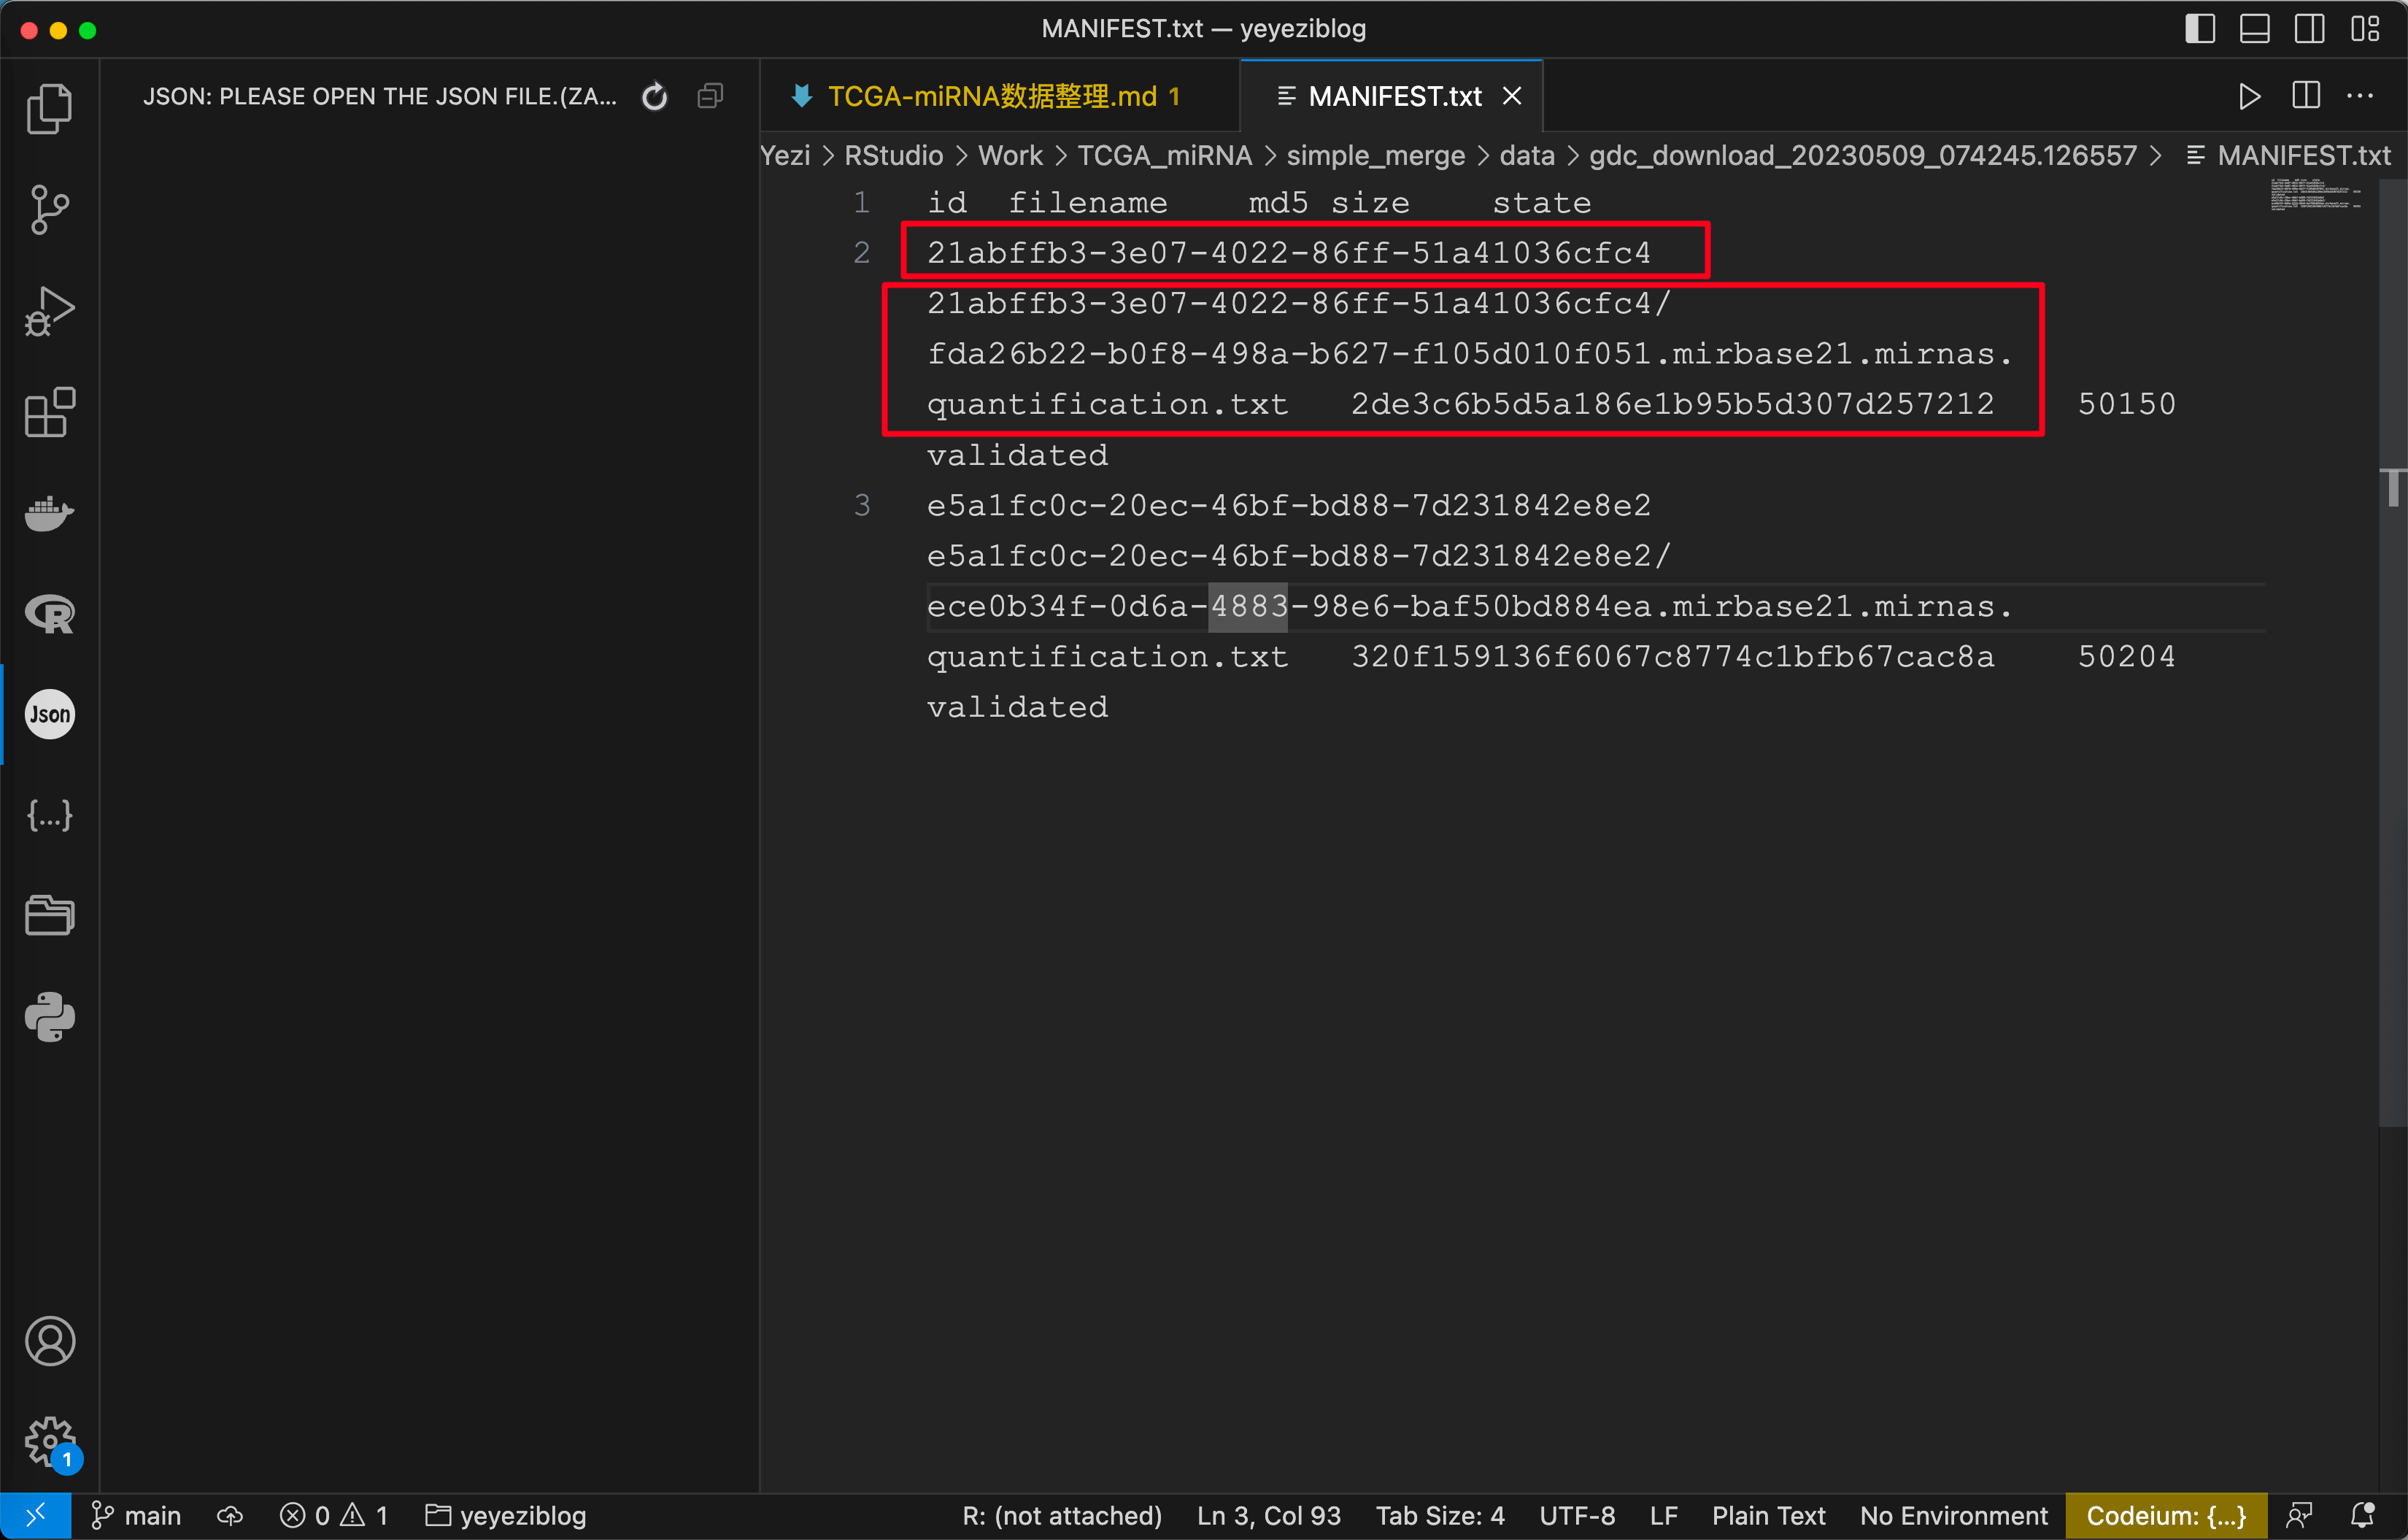 MANIFEST.txt — yeyeziblog
JSON: PLEASE OPEN THE JSON FILE.(ZA...
TCGA-miRNA数据整理.md 1
MANIFEST.txt
Yezi > RStudio > Work > TCGA_miRNA > simple_merge > data > gdc_download_20230509_074245.126557 > MANIFEST.txt
1 id filename md5 size state
2 21abffb3-3e07-4022-86ff-51a41036cfc4
21abffb3-3e07-4022-86ff-51a41036cfc4/
fda26b22-b0f8-498a-b627-f105d010f051.mirbase21.mirnas.
quantification.txt 2de3c6b5d5a186e1b95b5d307d257212 50150
validated
3 e5a1fc0c-20ec-46bf-bd88-7d231842e8e2
e5a1fc0c-20ec-46bf-bd88-7d231842e8e2/
ece0b34f-0d6a-4883-98e6-baf50bd884ea.mirbase21.mirnas.
quantification.txt 320f159136f6067c8774c1bfb67cac8a 50204
validated
R
Json
{...}
1
main 0 1 yeyeziblog R: (not attached) Ln 3, Col 93 Tab Size: 4 UTF-8 LF Plain Text No Environment Codeium: {...}